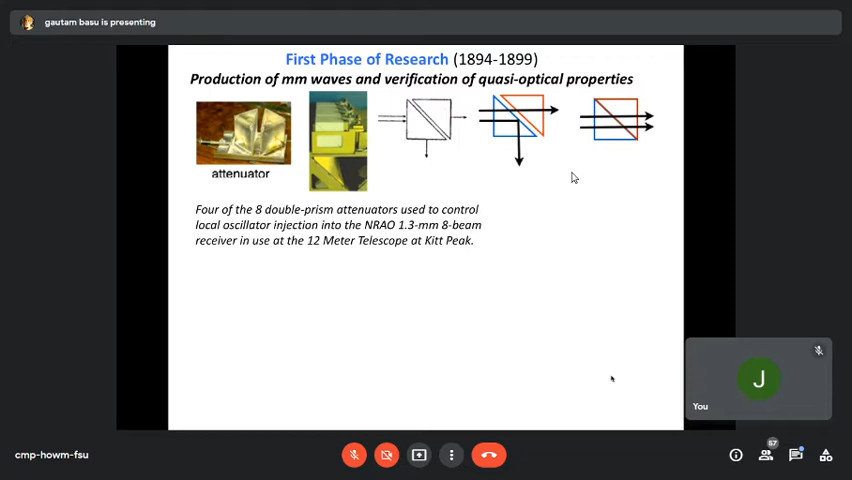 gautam basu is presenting
First Phase of Research (1894-1899)
Production of mm waves and verification of quasi-optical properties
attenuator
Four of the 8 double-prism attenuators used to control
local oscillator injection into the NRAO 1.3-mm 8-beam
receiver in use at the 12 Meter Telescope at Kitt Peak.
J
You
cmp-howm-fsu
57